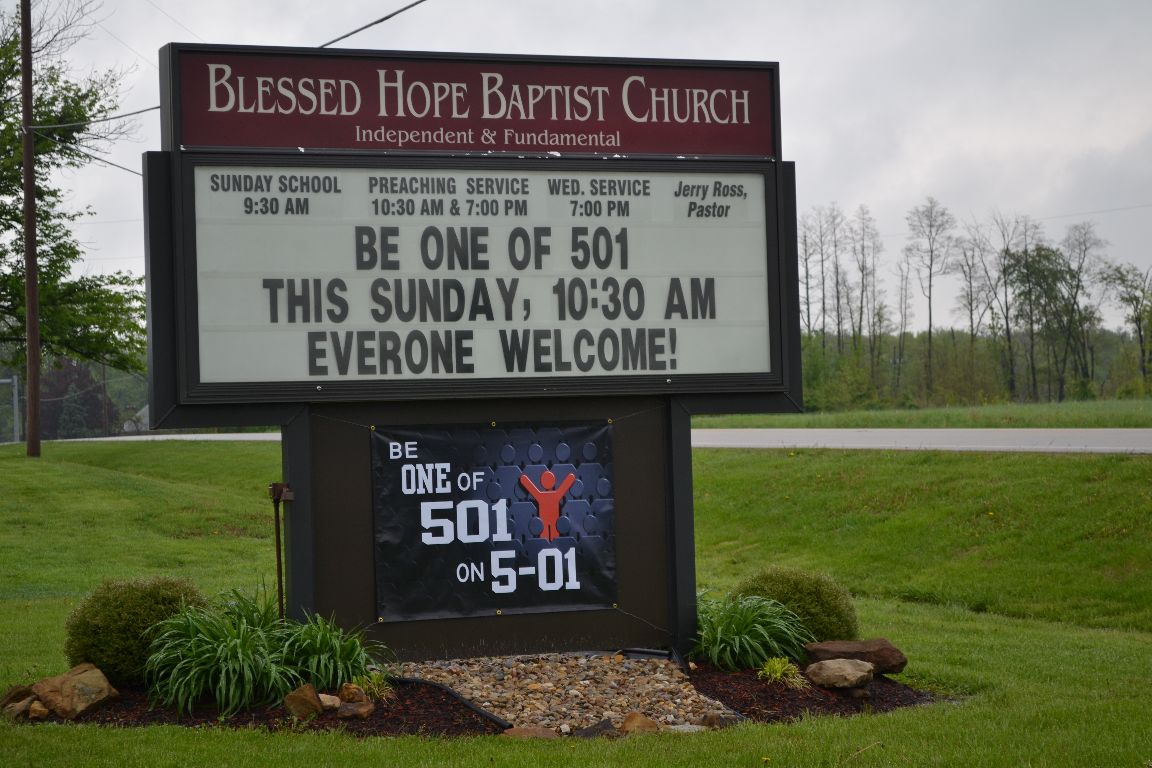 BLESSED HOPE BAPTIST CHURCH
Independent & Fundamental
SUNDAY SCHOOL
9:30 AM
PREACHING SERVICE
10:30 AM & 7:00 PM
WED. SERVICE
7:00 PM
Jerry Ross,
Pastor
BE ONE OF 501
THIS SUNDAY, 10:30 AM
EVERONE WELCOME!
BE
ONE OF
501
ON 5-01